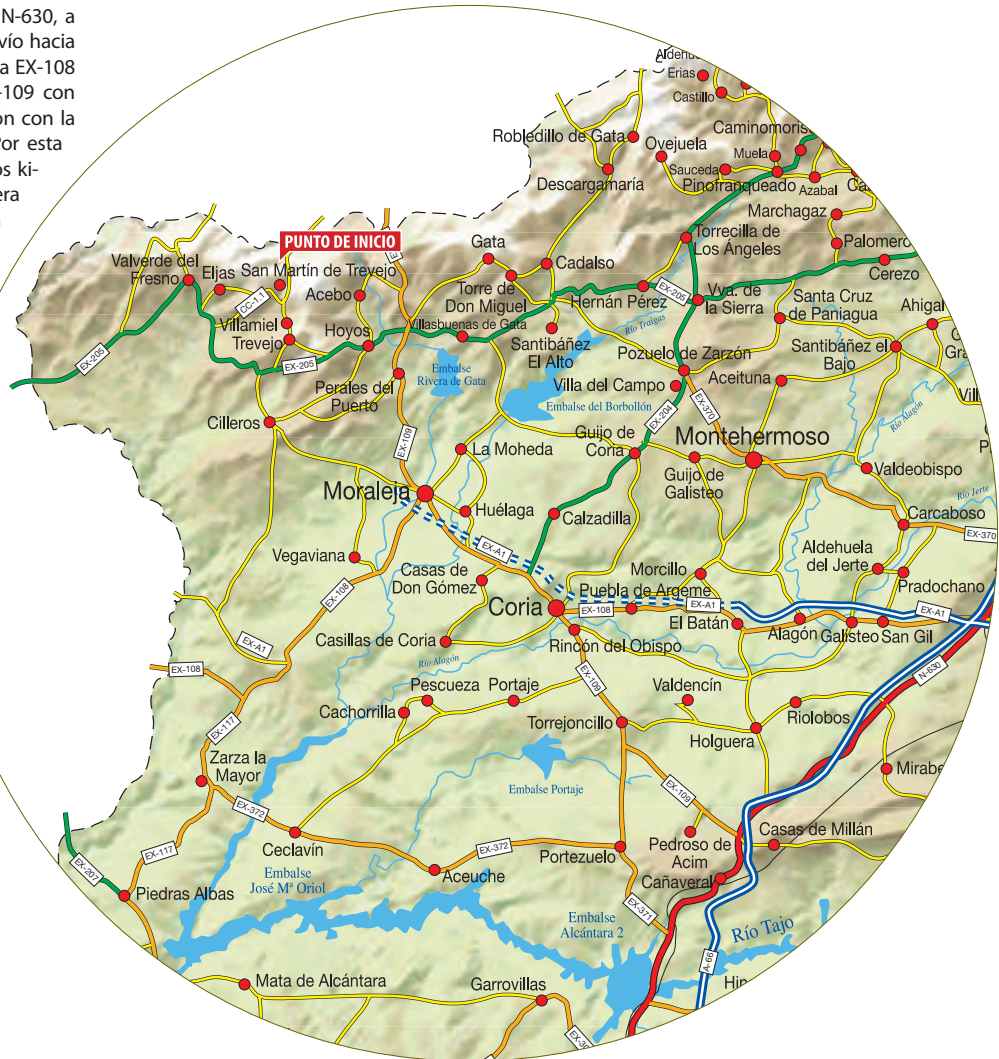 N-630, a
vío hacia
a EX-108
-109 con
ón con la
Por esta
os ki-
era
Erias
Castillo
Robledillo de Gata
Ovejuela
Caminomoris
Muela
Sauceda
Descargamaría
Pinofranqueado
Azabal
Marchagaz
PUNTO DE INICIO
Gata
Torrecilla de
Los Ángeles
Palomero
Valverde del
Fresno
Eljas
San Martín de Trevejo
Cadalso
Cerezo
Acebo
Torre de
Don Miguel
Hernán Pérez
EX-205
Vva. de
la Sierra
Santa Cruz
de Paniagua
Ahigal
CC-1.1
Villamiel
Trevejo
Hoyos
Villasbuenas de Gata
Santibáñez
El Alto
Río Traigas
Santibáñez el
Bajo
EX-205
EX-205
Pozuelo de Zarzón
Embalse
Rivera de Gata
Perales del
Puerto
Villa del Campo
Aceituna
EX-370
Embalse del Borbollón
Río Alagón
Cilleros
EX-204
EX-109
Guijo de
Coria
Montehermoso
La Moheda
Guijo de
Galisteo
Valdeobispo
Moraleja
Río Jerte
Huélaga
Calzadilla
Carcaboso
EX-370
EX-A1
Vegaviana
Aldehuela
del Jerte
Casas de
Don Gómez
Morcillo
Pradochano
EX-108
Puebla de Argeme
Coria
EX-108
EX-A1
EX-A1
El Batán
Alagón
Galisteo
San Gil
Casillas de Coria
Rincón del Obispo
EX-A1
Río Alagón
EX-108
EX-109
N-630
Pescueza
Portaje
Valdencín
Cachorrilla
Riolobos
Torrejoncillo
Holguera
EX-117
Zarza la
Mayor
Mirabe
Embalse Portaje
EX-109
EX-372
Casas de Millán
Ceclavín
EX-117
EX-372
Portezuelo
Pedroso de
Acim
EX-207
Aceuche
Cañaveral
Embalse
José Mª Oriol
Piedras Albas
EX-371
Embalse
Alcántara 2
Río Tajo
A-66
Mata de Alcántara
Garrovillas
Hin